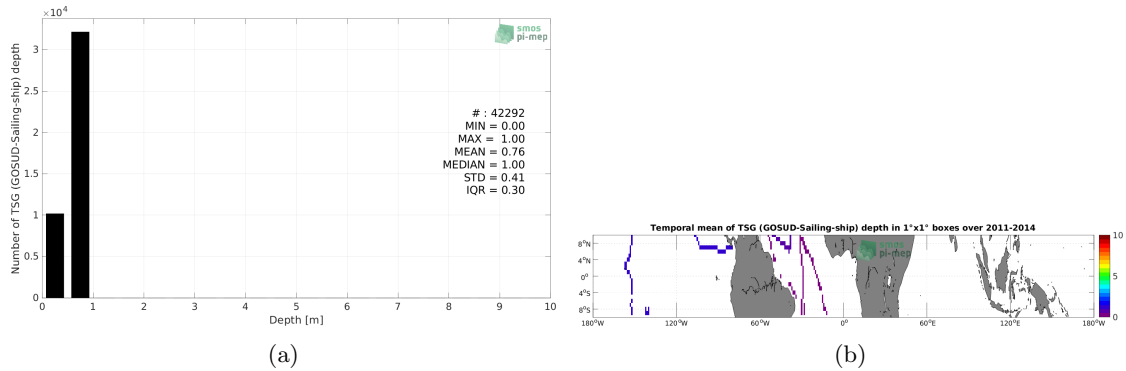 ×10⁴
3
2.5
2
1.5
1
0.5
0
Number of TSG (GOSUD-Sailing-ship) depth
0 1 2 3 4 5 6 7 8 9 10
Depth [m]
smos
pi-mep
# : 42292
MIN = 0.00
MAX = 1.00
MEAN = 0.76
MEDIAN = 1.00
STD = 0.41
IQR = 0.30
(a)
Temporal mean of TSG (GOSUD-Sailing-ship) depth in 1°x1° boxes over 2011-2014
8°N
4°N
0°
4°S
8°S
180°W 120°W 60°W 0° 60°E 120°E 180°W
smos
pi-mep
10
5
0
(b)